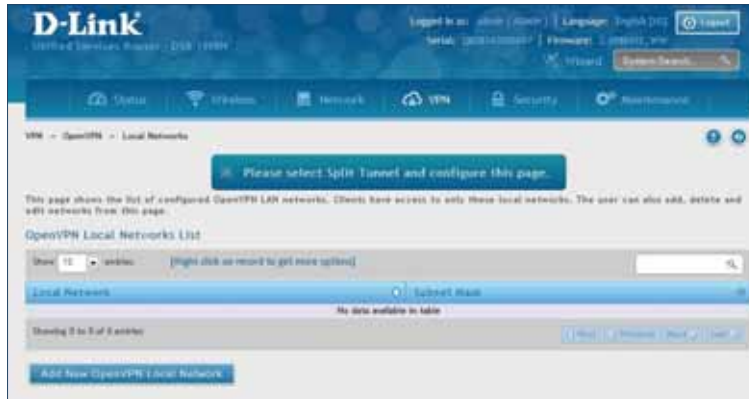 D-Link
Logged in as: admin ( ADMIN ) | Language: English [US]
Logout
Unified Services Router - DSR-
Serial: | Firmware:
Wizard
System Search...
Status
Wireless
Network
VPN
Security
Maintenance
VPN » OpenVPN » Local Networks
Please select Split Tunnel and configure this page.
This page shows the list of configured OpenVPN LAN networks. Clients have access to only these local networks. The user can also add, delete and
edit networks from this page.
OpenVPN Local Networks List
Show 10 entries [Right click on record to get more options]
Local Network
Subnet Mask
No data available in table
Showing 0 to 0 of 0 entries
First Previous Next Last
Add New OpenVPN Local Network